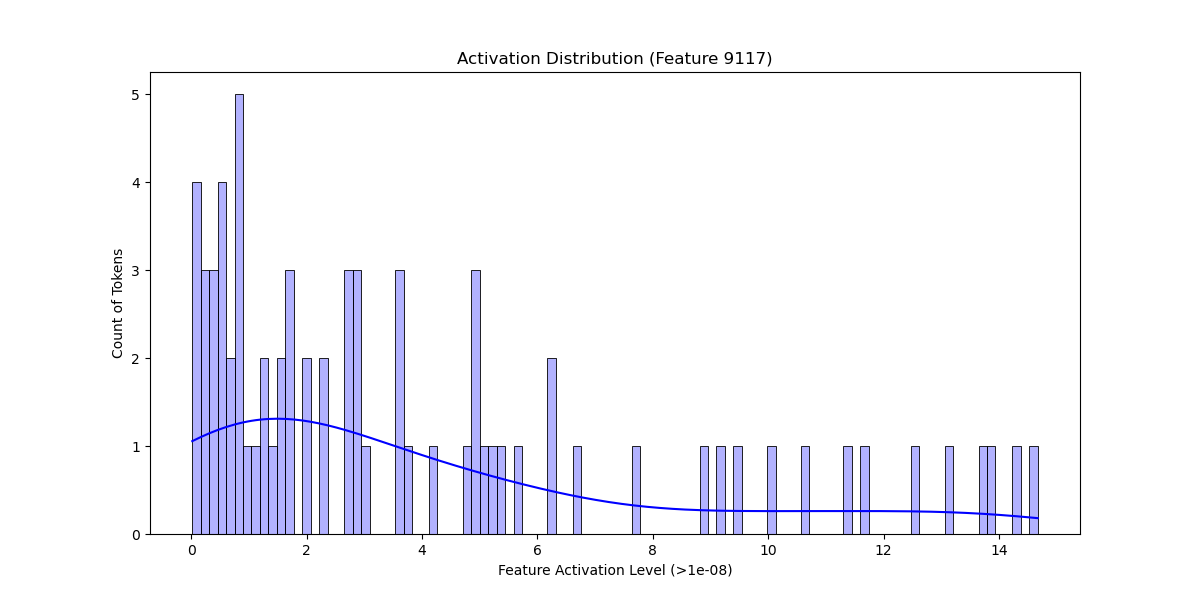 Activation Distribution (Feature 9117)
5
4
3
2
1
0
Count of Tokens
0 2 4 6 8 10 12 14
Feature Activation Level (>1e-08)